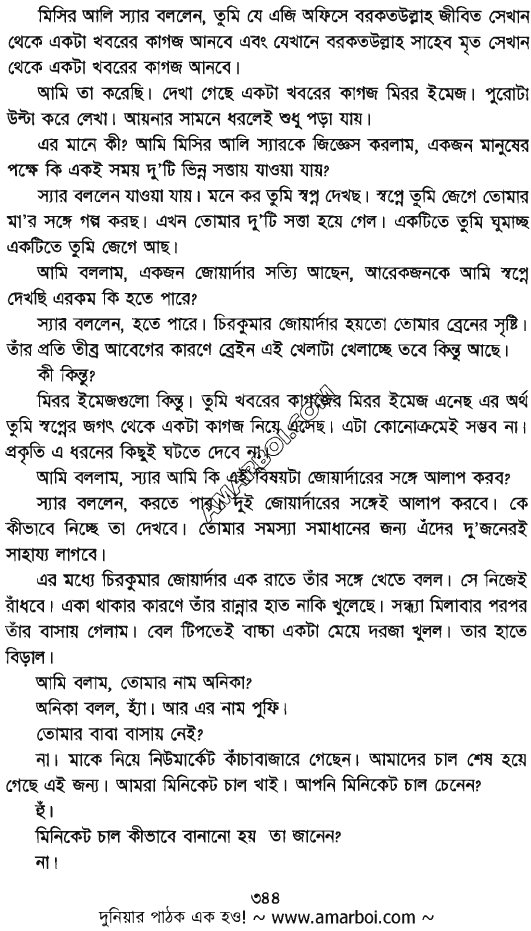 মিসির আলি স্যার বললেন, তুমি যে এজি অফিসে বরকতউল্লাহ জীবিত সেখান
থেকে একটা খবরের কাগজ আনবে এবং যেখানে বরকতউল্লাহ সাহেব মৃত সেখান
থেকে একটা খবরের কাগজ আনবে।
আমি তা করেছি। দেখা গেছে একটা খবরের কাগজ মিরর ইমেজ। পুরোটা
উল্টা করে লেখা। আয়নার সামনে ধরলেই শুধু পড়া যায়।
এর মানে কী? আমি মিসির আলি স্যারকে জিজ্ঞেস করলাম, একজন মানুষের
পক্ষে কি একই সময় দু'টি ভিন্ন সত্তায় যাওয়া যায়?
স্যার বললেন যাওয়া যায়। মনে কর তুমি স্বপ্ন দেখছ। স্বপ্নে তুমি জেগে তোমার
মা'র সঙ্গে গল্প করছ। এখন তোমার দু'টি সত্তা হয়ে গেল। একটিতে তুমি ঘুমাচ্ছ
একটিতে তুমি জেগে আছ।
আমি বললাম, একজন জোয়ার্দার সত্যি আছেন, আরেকজনকে আমি স্বপ্নে
দেখছি এরকম কি হতে পারে?
স্যার বললেন, হতে পারে। চিরকুমার জোয়ার্দার হয়তো তোমার ব্রেনের সৃষ্টি।
তাঁর প্রতি তীব্র আবেগের কারণে ব্রেইন এই খেলাটা খেলাচ্ছে তবে কিন্তু আছে।
কী কিন্তু?
মিরর ইমেজগুলো কিন্তু। তুমি খবরের কাগজের মিরর ইমেজ এনেছ এর অর্থ
তুমি স্বপ্নের জগৎ থেকে একটা কাগজ নিয়ে এসেছ। এটা কোনোক্রমেই সম্ভব না।
প্রকৃতি এ ধরনের কিছুই ঘটতে দেবে না।
আমি বললাম, স্যার আমি কি এই বিষয়টা জোয়ার্দারের সঙ্গে আলাপ করব?
স্যার বললেন, করতে পার। দুই জোয়ার্দারের সঙ্গেই আলাপ করবে। কে
কীভাবে নিচ্ছে তা দেখবে। তোমার সমস্যা সমাধানের জন্য এঁদের দু'জনেরই
সাহায্য লাগবে।
এর মধ্যে চিরকুমার জোয়ার্দার এক রাতে তাঁর সঙ্গে খেতে বলল। সে নিজেই
রাঁধবে। একা থাকার কারণে তাঁর রান্নার হাত নাকি খুলেছে। সন্ধ্যা মিলাবার পরপর
তাঁর বাসায় গেলাম। বেল টিপতেই বাচ্চা একটা মেয়ে দরজা খুলল। তার হাতে
বিড়াল।
আমি বলাম, তোমার নাম অনিকা?
অনিকা বলল, হ্যাঁ। আর এর নাম পুফি।
তোমার বাবা বাসায় নেই?
না। মাকে নিয়ে নিউমার্কেট কাঁচাবাজারে গেছেন। আমাদের চাল শেষ হয়ে
গেছে এই জন্য। আমরা মিনিকেট চাল খাই। আপনি মিনিকেট চাল চেনেন?
হুঁ।
মিনিকেট চাল কীভাবে বানানো হয় তা জানেন?
না।
৩৪৪
দুনিয়ার পাঠক এক হও! ~ www.amarboi.com ~
AMARBOI.COM